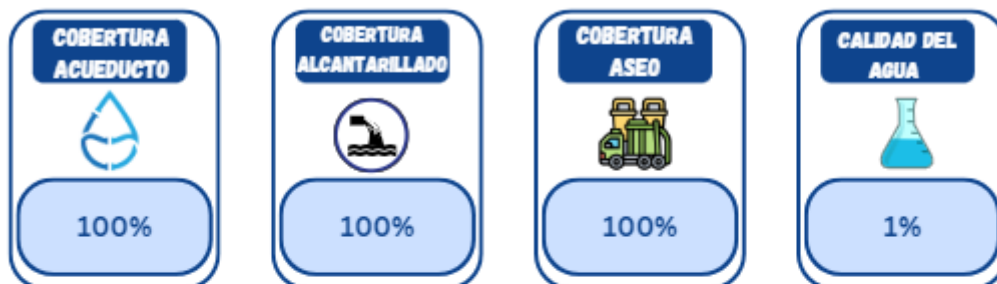 COBERTURA
ACUEDUCTO
100%
COBERTURA
ALCANTARILLADO
100%
COBERTURA
ASEO
100%
CALIDAD DEL
AGUA
1%